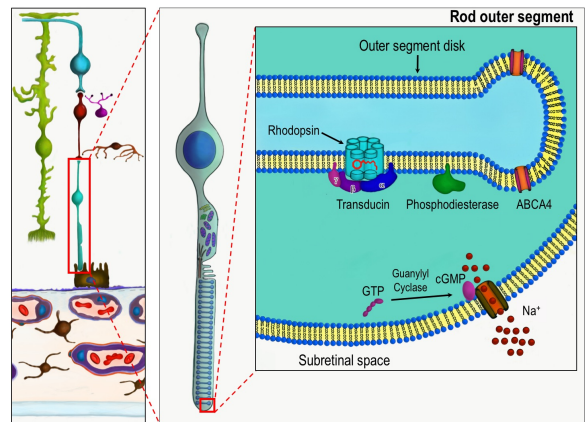 Rod outer segment
Outer segment disk
Rhodopsin
Transducin
Phosphodiesterase
ABCA4
GTP
Guanylyl
Cyclase
cGMP
Na⁺
Subretinal space